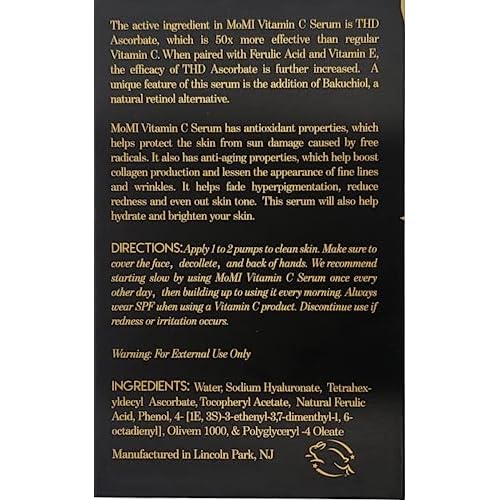 The active ingredient in MoMI Vitamin C Serum is THD
Ascorbate, which is 50x more effective than regular
Vitamin C. When paired with Ferulic Acid and Vitamin E,
the efficacy of THD Ascorbate is further increased. A
unique feature of this serum is the addition of Bakuchiol, a
natural retinol alternative.
MoMI Vitamin C Serum has antioxidant properties, which
helps protect the skin from sun damage caused by free
radicals. It also has anti-aging properties, which help boost
collagen production and lessen the appearance of fine lines
and wrinkles. It helps fade hyperpigmentation, reduce
redness and even out skin tone. This serum will also help
hydrate and brighten your skin.
DIRECTIONS: Apply 1 to 2 pumps to clean skin. Make sure to
cover the face, decollete, and back of hands. We recommend
starting slow by using MoMI Vitamin C Serum once every
other day, then building up to using it every morning. Always
wear SPF when using a Vitamin C product. Discontinue use if
redness or irritation occurs.
Warning: For External Use Only
INGREDIENTS: Water, Sodium Hyaluronate, Tetrahex-
yldecyl Ascorbate, Tocopheryl Acetate, Natural Ferulic
Acid, Phenol, 4- [1E, 3S)-3-ethenyl-3,7-dimenthyl-1, 6-
octadienyl], Olivem 1000, & Polyglyceryl -4 Oleate
Manufactured in Lincoln Park, NJ